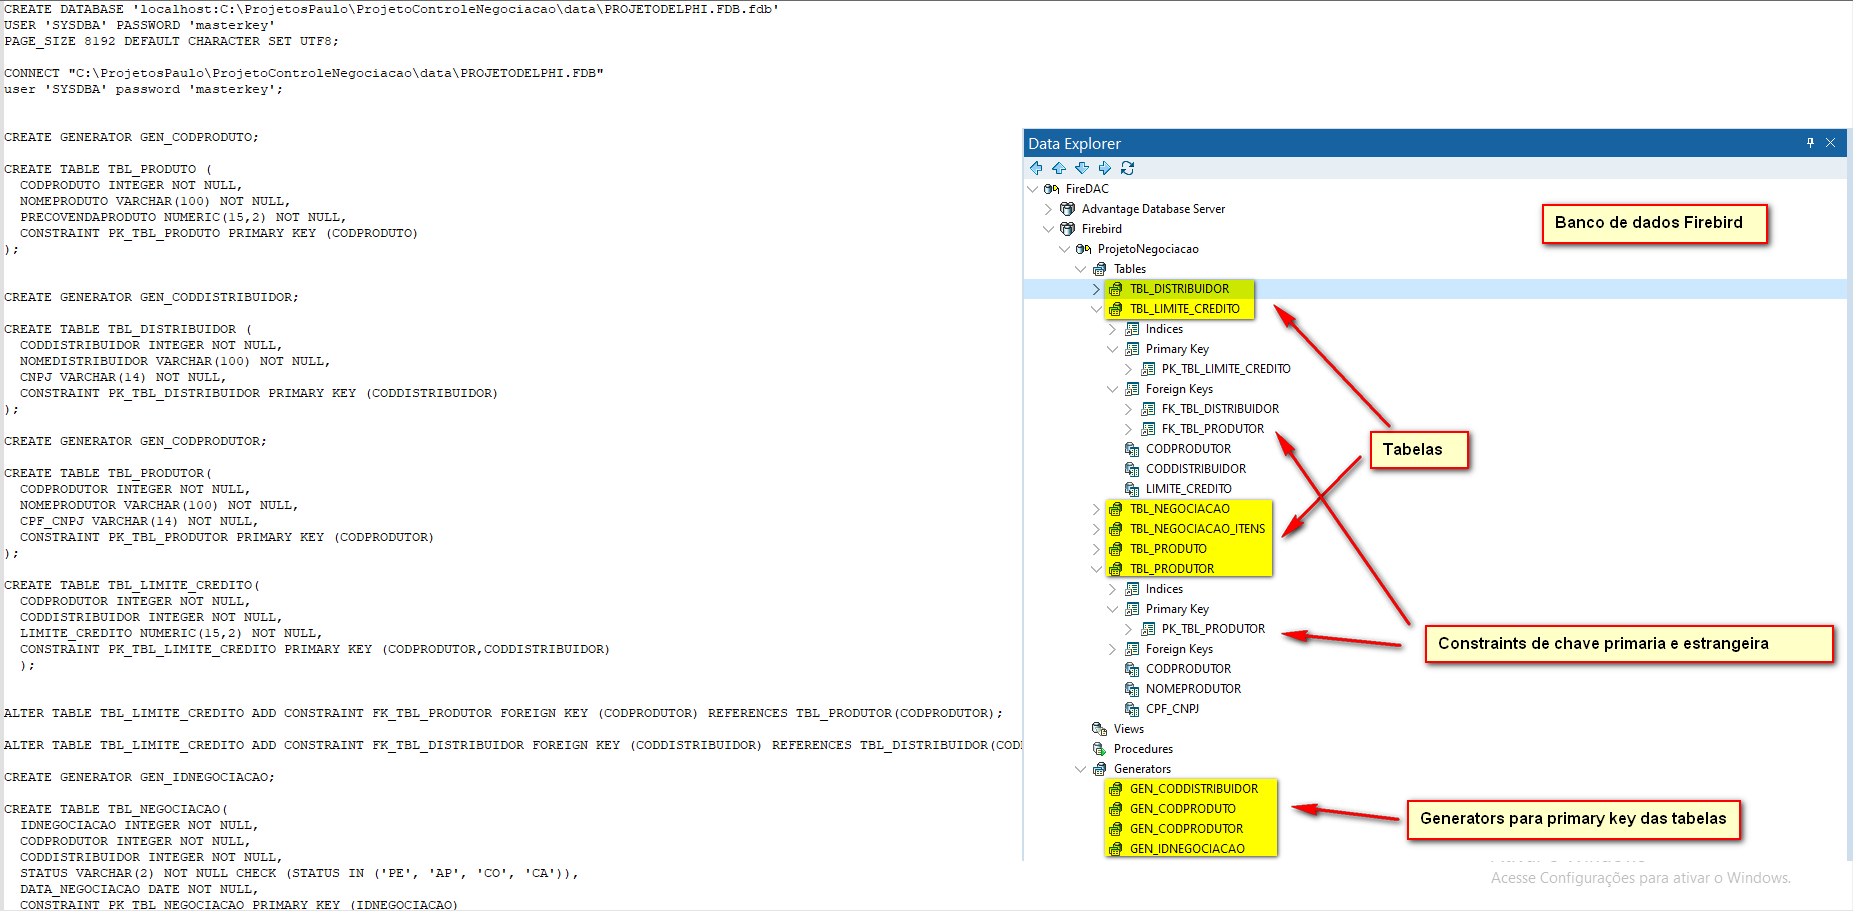 CREATE DATABASE 'localhost:C:\ProjetosPaulo\ProjetoControleNegociacao\data\PROJETODELPHI.FDB.fdb'
USER 'SYSDBA' PASSWORD 'masterkey'
PAGE_SIZE 8192 DEFAULT CHARACTER SET UTF8;
CONNECT "C:\ProjetosPaulo\ProjetoControleNegociacao\data\PROJETODELPHI.FDB"
user 'SYSDBA' password 'masterkey';
CREATE GENERATOR GEN_CODPRODUTO;
CREATE TABLE TBL_PRODUTO (
CODPRODUTO INTEGER NOT NULL,
NOMEPRODUTO VARCHAR(100) NOT NULL,
PRECOVENDAPRODUTO NUMERIC(15,2) NOT NULL,
CONSTRAINT PK_TBL_PRODUTO PRIMARY KEY (CODPRODUTO)
);
CREATE GENERATOR GEN_CODDISTRIBUIDOR;
CREATE TABLE TBL_DISTRIBUIDOR (
CODDISTRIBUIDOR INTEGER NOT NULL,
NOMEDISTRIBUIDOR VARCHAR(100) NOT NULL,
CNPJ VARCHAR(14) NOT NULL,
CONSTRAINT PK_TBL_DISTRIBUIDOR PRIMARY KEY (CODDISTRIBUIDOR)
);
CREATE GENERATOR GEN_CODPRODUTOR;
CREATE TABLE TBL_PRODUTOR(
CODPRODUTOR INTEGER NOT NULL,
NOMEPRODUTOR VARCHAR(100) NOT NULL,
CPF_CNPJ VARCHAR(14) NOT NULL,
CONSTRAINT PK_TBL_PRODUTOR PRIMARY KEY (CODPRODUTOR)
);
CREATE TABLE TBL_LIMITE_CREDITO(
CODPRODUTOR INTEGER NOT NULL,
CODDISTRIBUIDOR INTEGER NOT NULL,
LIMITE_CREDITO NUMERIC(15,2) NOT NULL,
CONSTRAINT PK_TBL_LIMITE_CREDITO PRIMARY KEY (CODPRODUTOR,CODDISTRIBUIDOR)
);
ALTER TABLE TBL_LIMITE_CREDITO ADD CONSTRAINT FK_TBL_PRODUTOR FOREIGN KEY (CODPRODUTOR) REFERENCES TBL_PRODUTOR(CODPRODUTOR);
ALTER TABLE TBL_LIMITE_CREDITO ADD CONSTRAINT FK_TBL_DISTRIBUIDOR FOREIGN KEY (CODDISTRIBUIDOR) REFERENCES TBL_DISTRIBUIDOR(COD
CREATE GENERATOR GEN_IDNEGOCIACAO;
CREATE TABLE TBL_NEGOCIACAO(
IDNEGOCIACAO INTEGER NOT NULL,
CODPRODUTOR INTEGER NOT NULL,
CODDISTRIBUIDOR INTEGER NOT NULL,
STATUS VARCHAR(2) NOT NULL CHECK (STATUS IN ('PE', 'AP', 'CO', 'CA')),
DATA_NEGOCIACAO DATE NOT NULL,
CONSTRAINT PK_TBL_NEGOCIACAO PRIMARY KEY (IDNEGOCIACAO)
Data Explorer
FireDAC
Advantage Database Server
Firebird
ProjetoNegociacao
Tables
TBL_DISTRIBUIDOR
TBL_LIMITE_CREDITO
Indices
Primary Key
PK_TBL_LIMITE_CREDITO
Foreign Keys
FK_TBL_DISTRIBUIDOR
FK_TBL_PRODUTOR
CODPRODUTOR
CODDISTRIBUIDOR
LIMITE_CREDITO
TBL_NEGOCIACAO
TBL_NEGOCIACAO_ITENS
TBL_PRODUTO
TBL_PRODUTOR
Indices
Primary Key
PK_TBL_PRODUTOR
Foreign Keys
CODPRODUTOR
NOMEPRODUTOR
CPF_CNPJ
Views
Procedures
Generators
GEN_CODDISTRIBUIDOR
GEN_CODPRODUTO
GEN_CODPRODUTOR
GEN_IDNEGOCIACAO
Banco de dados Firebird
Tabelas
Constraints de chave primaria e estrangeira
Generators para primary key das tabelas
Acesse Configurações para ativar o Windows.